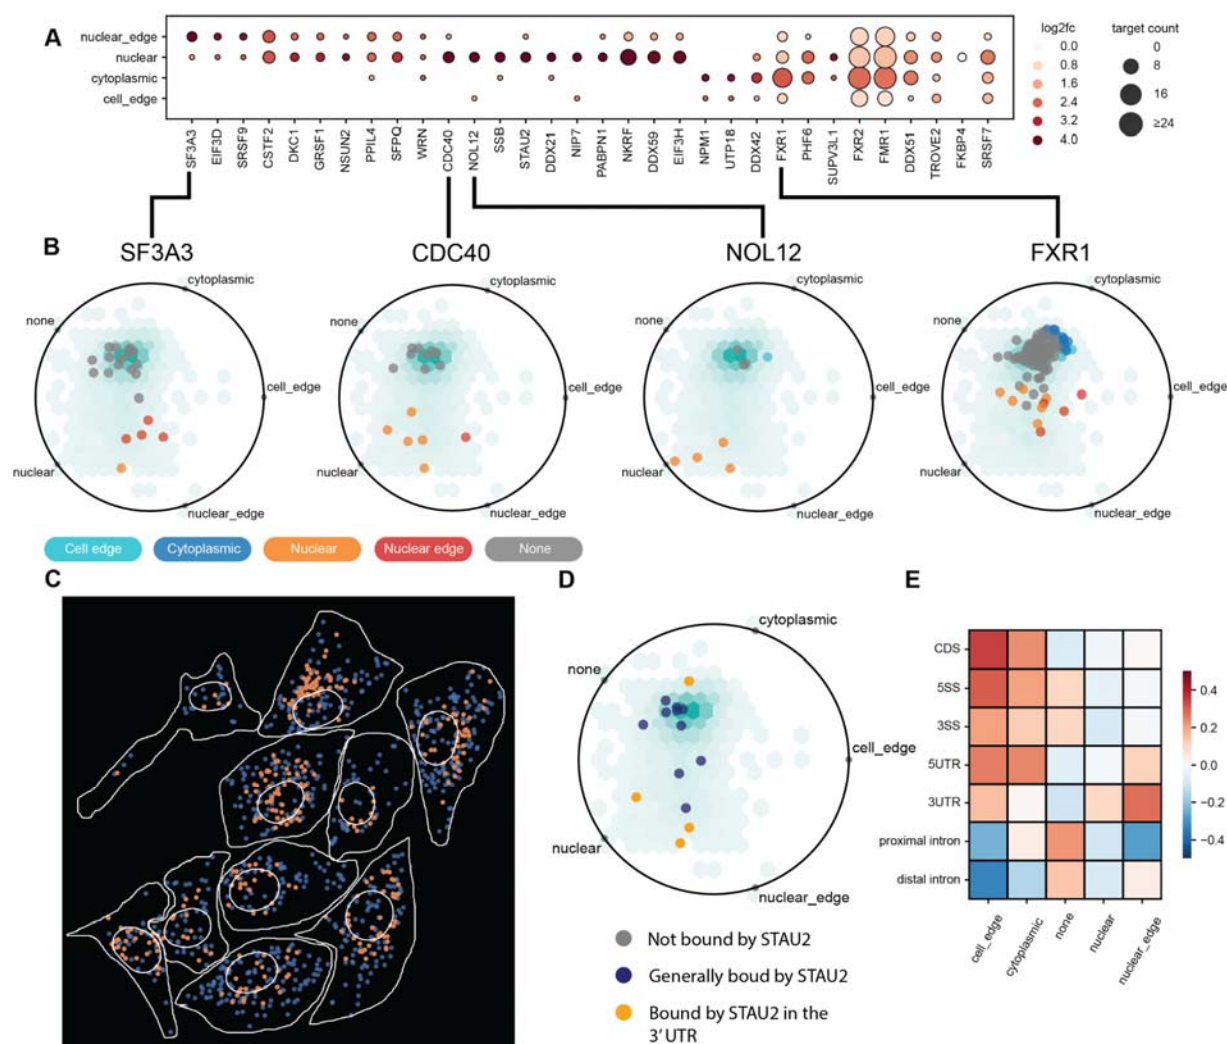 A
nuclear_edge
nuclear
cytoplasmic
cell_edge
SF3A3
EIF3D
SRSF9
CSTF2
DKC1
GRSF1
NSUN2
PPIL4
SFPQ
WRN
CDC40
NOL12
SSB
STAU2
DDX21
NIP7
PABPN1
NKRF
DDX59
EIF3H
NPM1
UTP18
DDX42
FXR1
PHF6
SUPV3L1
FXR2
FMR1
DDX51
TROVE2
FKBP4
SRSF7
log2fc
0.0
0.8
1.6
2.4
3.2
4.0
target count
0
8
16
≥24
B
SF3A3
cytoplasmic
none
cell_edge
nuclear
nuclear_edge
CDC40
cytoplasmic
none
cell_edge
nuclear
nuclear_edge
NOL12
cytoplasmic
none
cell_edge
nuclear
nuclear_edge
FXR1
cytoplasmic
none
cell_edge
nuclear
nuclear_edge
Cell edge
Cytoplasmic
Nuclear
Nuclear edge
None
C
D
cytoplasmic
none
cell_edge
nuclear
nuclear_edge
Not bound by STAU2
Generally boud by STAU2
Bound by STAU2 in the
3' UTR
E
CDS
5SS
3SS
5UTR
3UTR
proximal intron
distal intron
cell_edge
cytoplasmic
none
nuclear
nuclear_edge
0.4
0.2
0.0
-0.2
-0.4